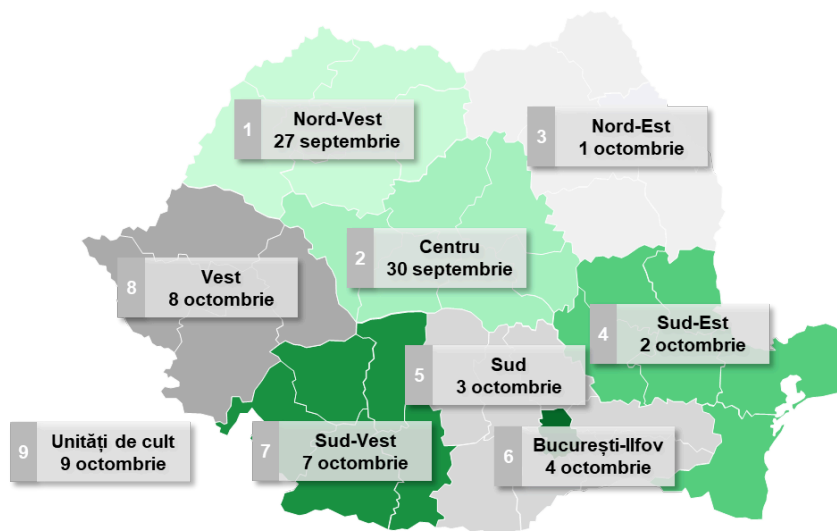 1
Nord-Vest
27 septembrie
3
Nord-Est
1 octombrie
2
Centru
30 septembrie
8
Vest
8 octombrie
4
Sud-Est
2 octombrie
5
Sud
3 octombrie
9
Unități de cult
9 octombrie
7
Sud-Vest
7 octombrie
6
București-Ilfov
4 octombrie